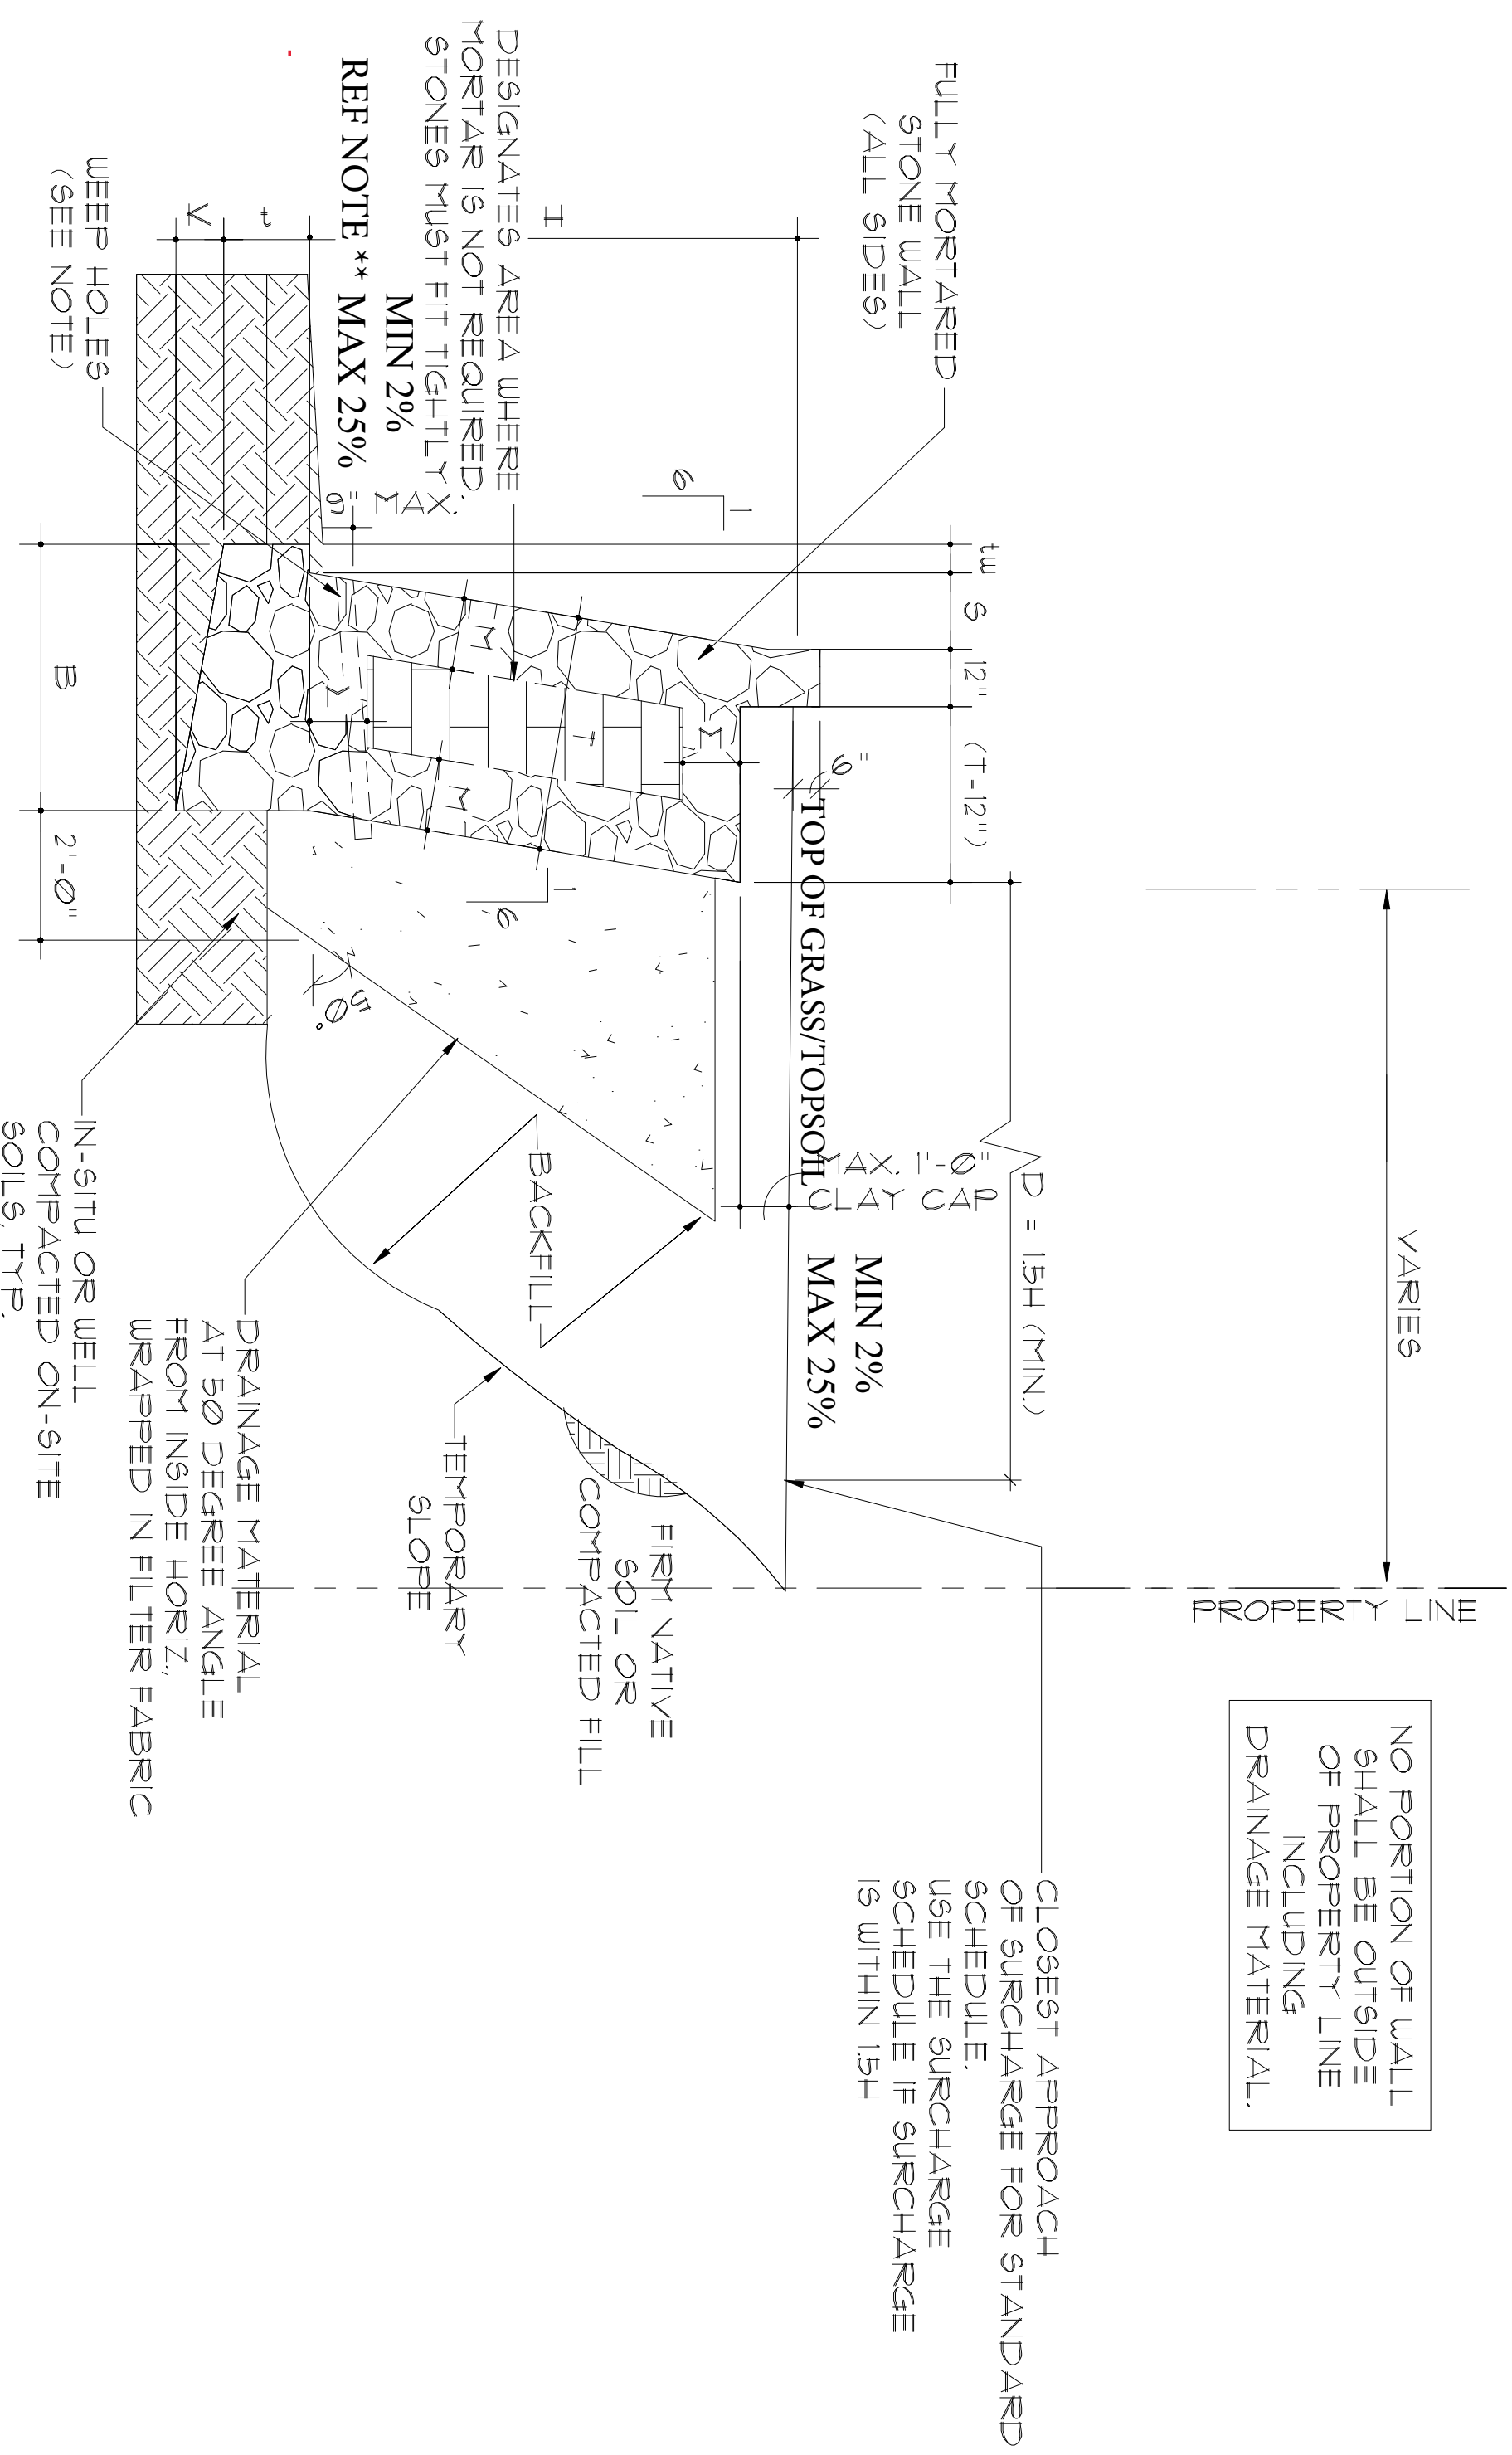 VARIES
PROPERTY LINE
NO PORTION OF WALL
SHALL BE OUTSIDE
OF PROPERTY LINE
INCLUDING
DRAINAGE MATERIAL.
tw
S
12"
(T-12")
D = 1.5H (MIN.)
CLOSEST APPROACH
OF SURCHARGE FOR STANDARD
SCHEDULE.
USE THE SURCHARGE
SCHEDULE IF SURCHARGE
IS WITHIN 1.5H
FULLY MORTARED
STONE WALL
(ALL SIDES)
6"
TOP OF GRASS/TOPSOIL
MAX. 1'-0"
CLAY CAP
MIN 2%
MAX 25%
H
1
6
DESIGNATES AREA WHERE
MORTAR IS NOT REQUIRED
STONES MUST FIT TIGHTLY
M
T
M
M
M
1
6
BACKFILL
FIRM NATIVE
SOIL OR
COMPACTED FILL
TEMPORARY
SLOPE
MIN 2%
REF NOTE ** MAX 25%
9" MAX.
50°
t
K
DRAINAGE MATERIAL
AT 50 DEGREE ANGLE
FROM INSIDE HORIZ.,
WRAPPED IN FILTER FABRIC
WEEP HOLES
(SEE NOTE)
B
2'-0"
IN-SITU OR WELL
COMPACTED ON-SITE
SOILS, TYP.